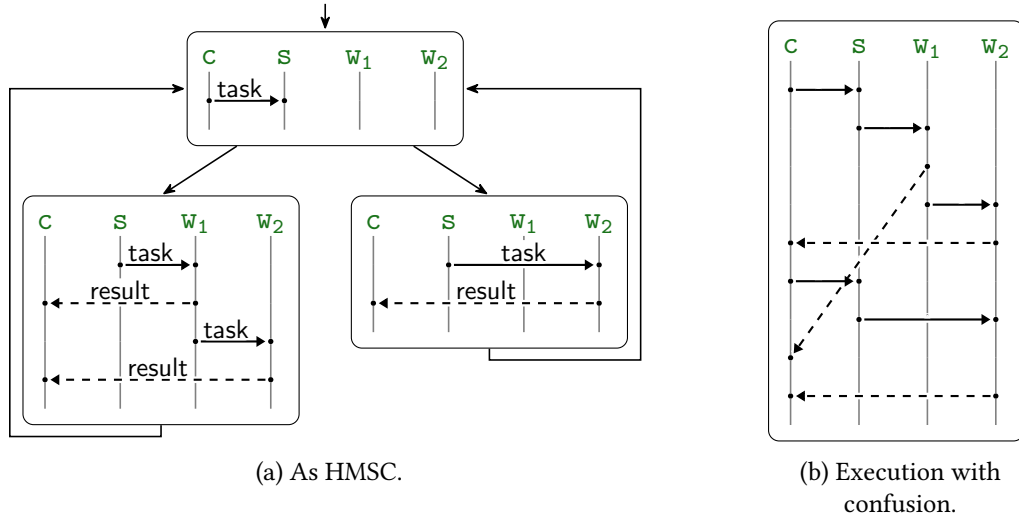 C S W₁ W₂
task
C S W₁ W₂
task
result
task
result
C S W₁ W₂
task
result
(a) As HMSC.
C S W₁ W₂
(b) Execution with
confusion.